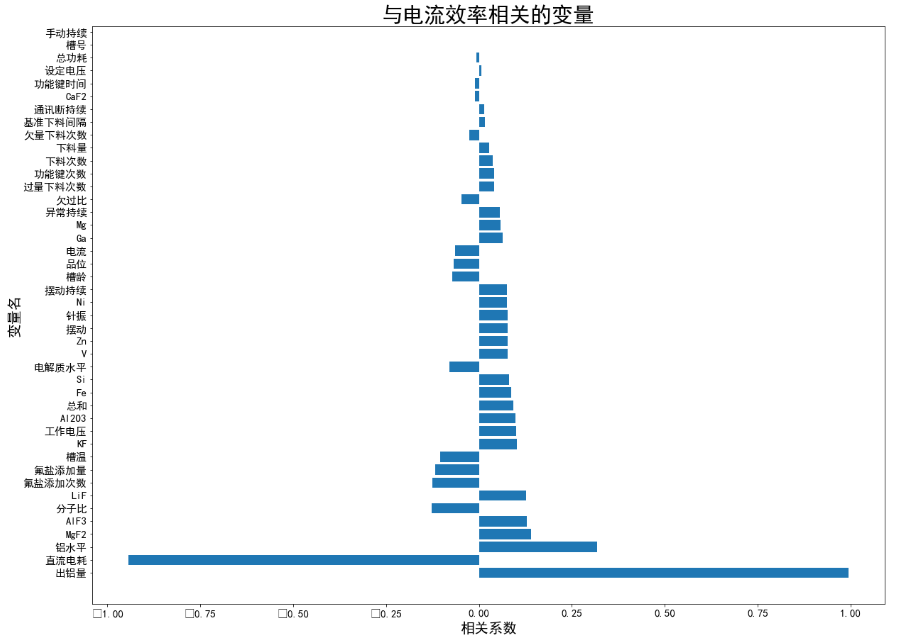 与电流效率相关的变量
手动持续
槽号
总功耗
设定电压
功能键时间
CaF2
通讯断持续
基准下料间隔
欠量下料次数
下料量
下料次数
功能键次数
过量下料次数
欠过比
异常持续
Mg
Ga
电流
品位
槽龄
摆动持续
Ni
针振
摆动
Zn
V
电解质水平
Si
Fe
总和
Al2O3
工作电压
KF
槽温
氟盐添加量
氟盐添加次数
LiF
分子比
AlF3
MgF2
铝水平
直流电耗
出铝量
变量名
□1.00 □0.75 □0.50 □0.25 0.00 0.25 0.50 0.75 1.00
相关系数